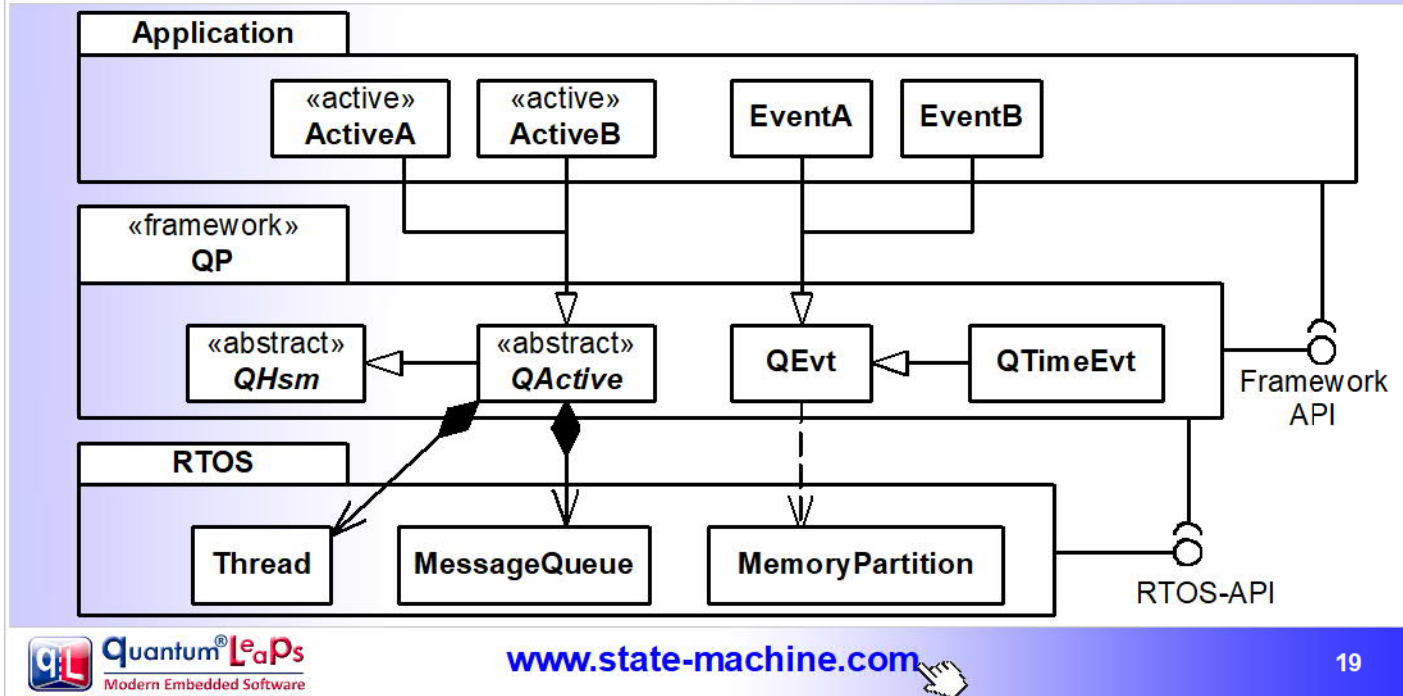 Application
«active»
ActiveA
«active»
ActiveB
EventA
EventB
«framework»
QP
«abstract»
QHsm
«abstract»
QActive
QEvt
QTimeEvt
Framework
API
RTOS
Thread
MessageQueue
MemoryPartition
RTOS-API
qL
quantum® LeaPs
Modern Embedded Software
www.state-machine.com
19